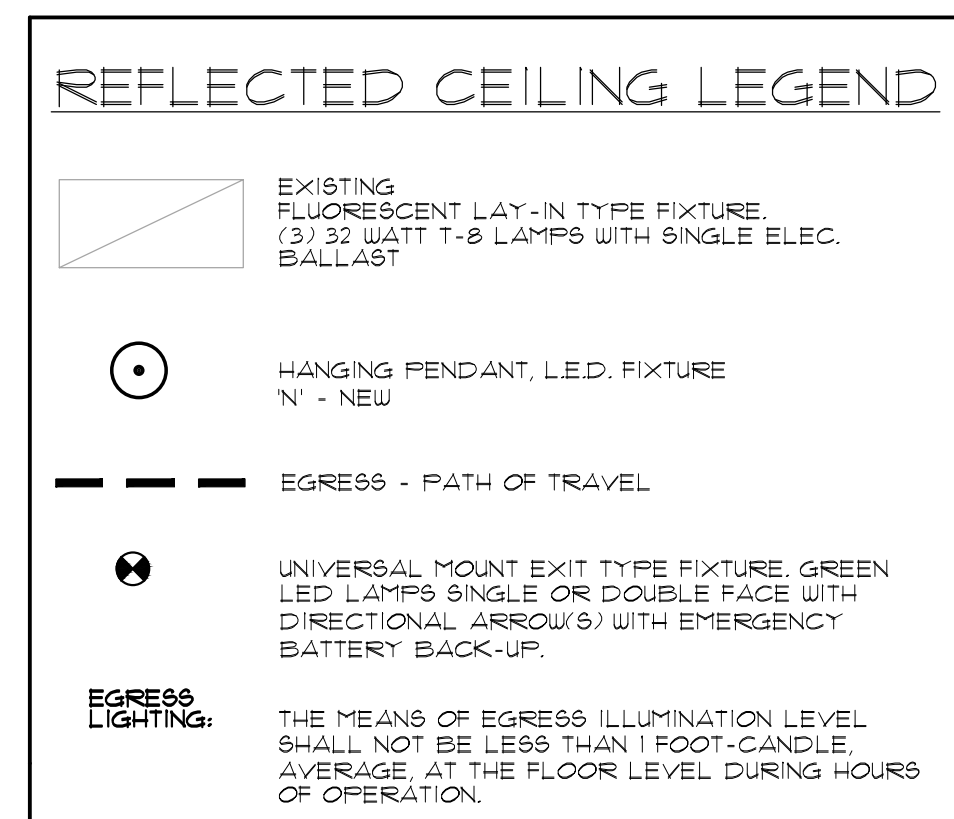 REFLECTED CEILING LEGEND
EXISTING
FLUORESCENT LAY-IN TYPE FIXTURE.
(3) 32 WATT T-8 LAMPS WITH SINGLE ELEC.
BALLAST
HANGING PENDANT, L.E.D. FIXTURE
'N' - NEW
EGRESS - PATH OF TRAVEL
UNIVERSAL MOUNT EXIT TYPE FIXTURE. GREEN
LED LAMPS SINGLE OR DOUBLE FACE WITH
DIRECTIONAL ARROW(S) WITH EMERGENCY
BATTERY BACK-UP.
EGRESS
LIGHTING:
THE MEANS OF EGRESS ILLUMINATION LEVEL
SHALL NOT BE LESS THAN 1 FOOT-CANDLE,
AVERAGE, AT THE FLOOR LEVEL DURING HOURS
OF OPERATION.